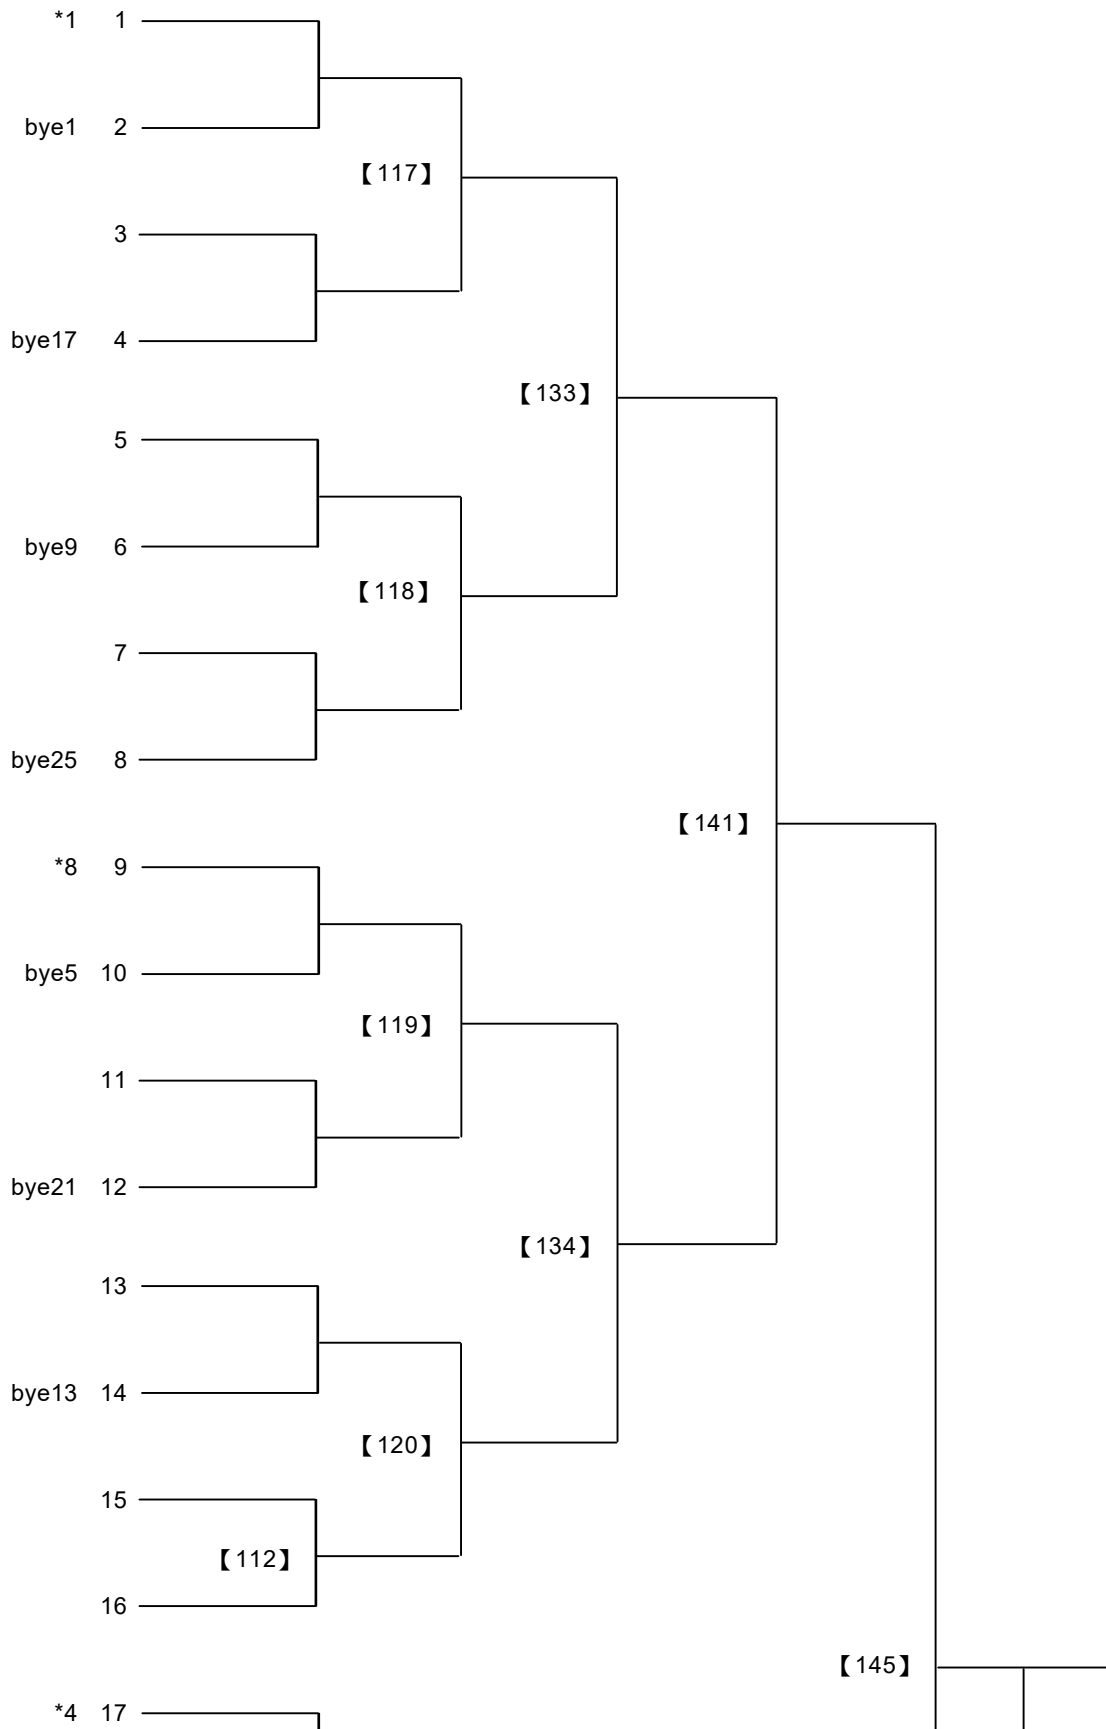 *1 1
bye1 2
【117】
3
bye17 4
【133】
5
bye9 6
【118】
7
bye25 8
【141】
*8 9
bye5 10
【119】
11
bye21 12
【134】
13
bye13 14
【120】
15
【112】
16
【145】
*4 17